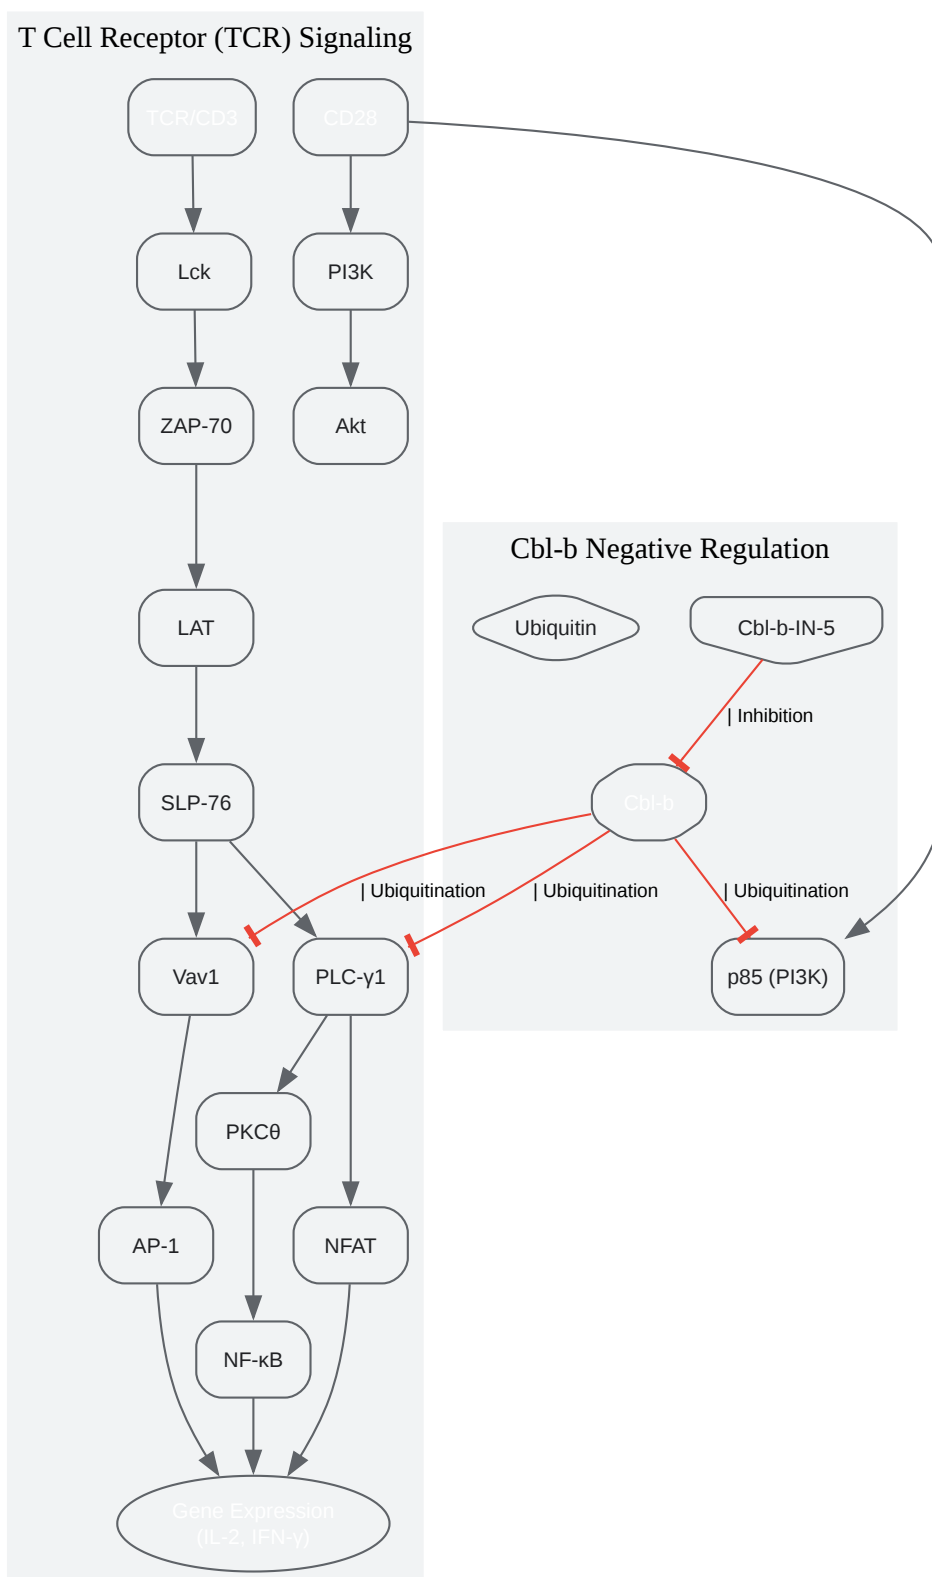 T Cell Receptor (TCR) Signaling
TCR/CD3
CD28
Lck
PI3K
ZAP-70
Akt
Cbl-b Negative Regulation
LAT
Ubiquitin
Cbl-b-IN-5
| Inhibition
SLP-76
Cbl-b
| Ubiquitination
| Ubiquitination
| Ubiquitination
Vav1
PLC-γ1
p85 (PI3K)
PKCθ
AP-1
NFAT
NF-κB
Gene Expression
(IL-2, IFN-γ)